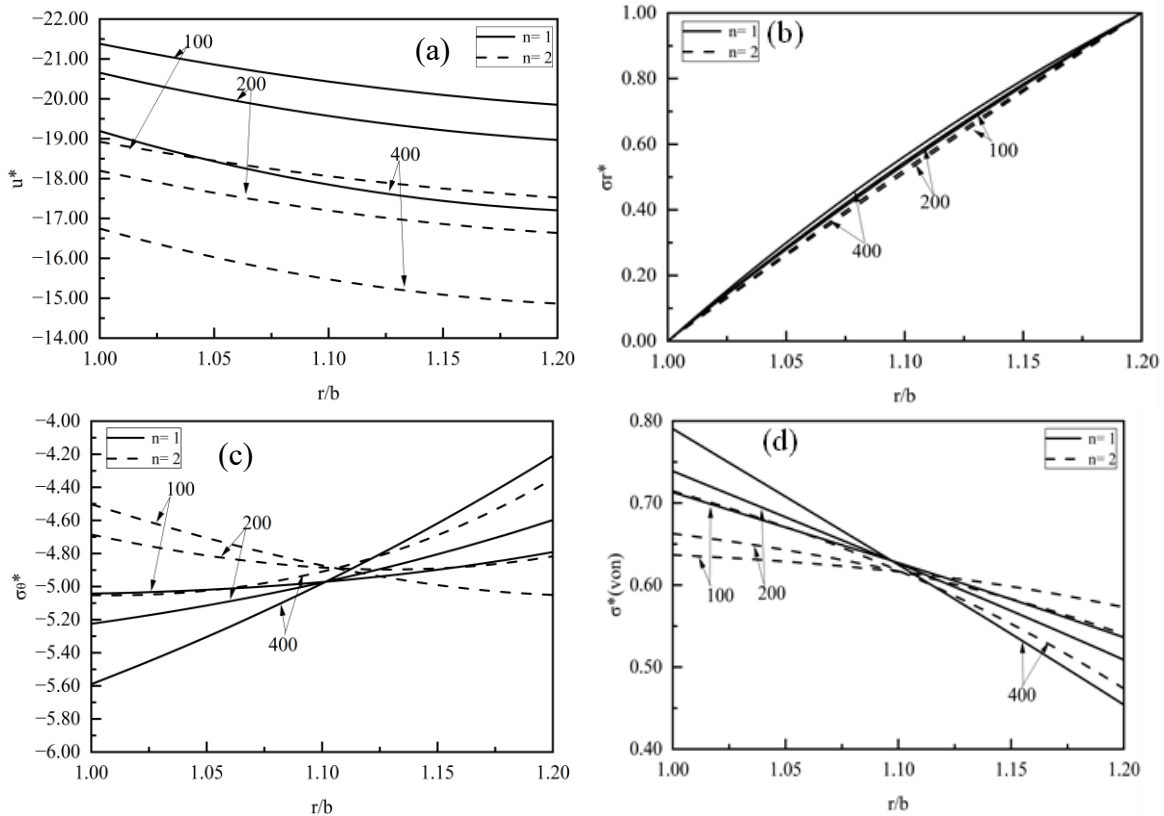 −22.00
−21.00
−20.00
−19.00
−18.00
−17.00
−16.00
−15.00
−14.00
u*
100
200
400
(a)
n= 1
n= 2
1.00 1.05 1.10 1.15 1.20
r/b
1.00
0.80
0.60
0.40
0.20
0.00
σr*
(b)
n= 1
n= 2
100
200
400
1.00 1.05 1.10 1.15 1.20
r/b
−4.00
−4.20
−4.40
−4.60
−4.80
−5.00
−5.20
−5.40
−5.60
−5.80
−6.00
σθ*
n= 1
n= 2
(c)
100
200
400
1.00 1.05 1.10 1.15 1.20
r/b
0.80
0.70
0.60
0.50
0.40
σ*(von)
(d)
n= 1
n= 2
100
200
400
1.00 1.05 1.10 1.15 1.20
r/b